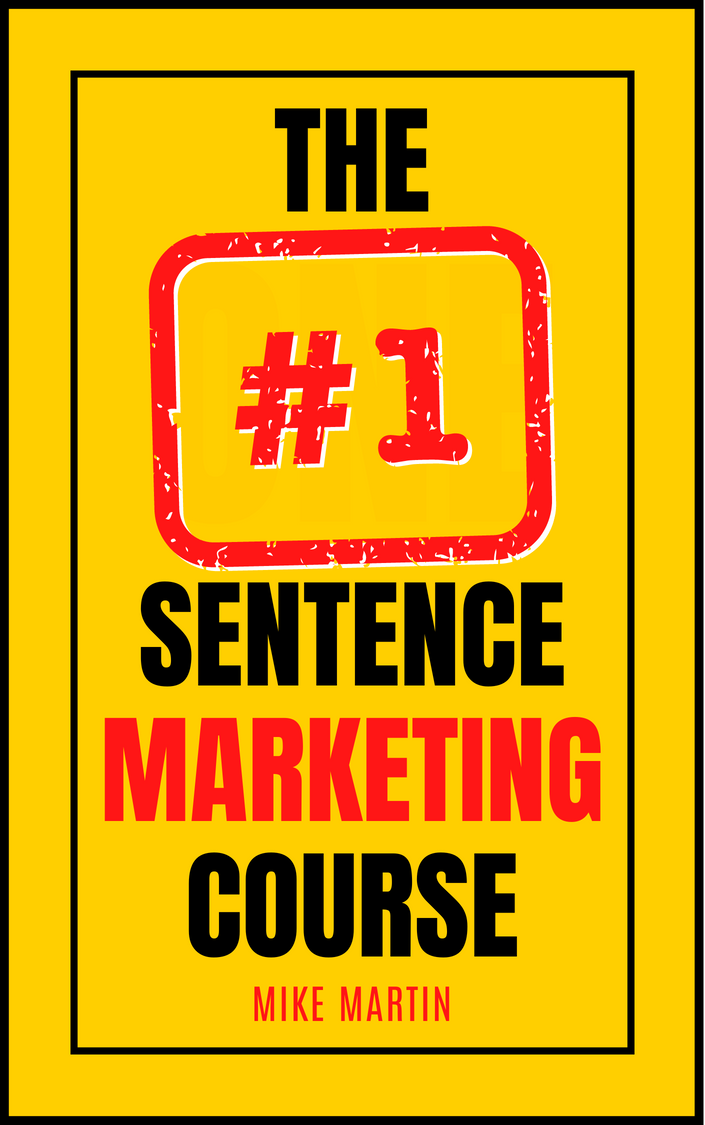 THE
#1
SENTENCE
MARKETING
COURSE
MIKE MARTIN